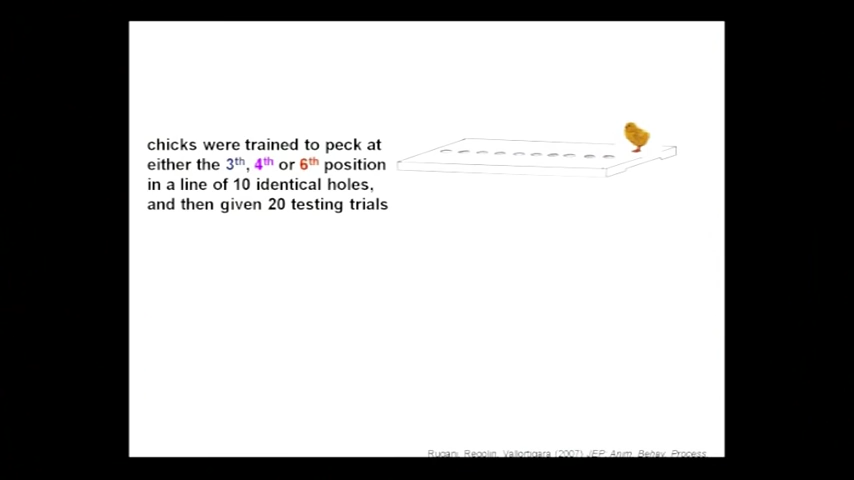 chicks were trained to peck at
either the 3th, 4th or 6th position
in a line of 10 identical holes,
and then given 20 testing trials
Rugani, Regolin, Vallortigara (2007) JEP. Anim. Behav. Process.